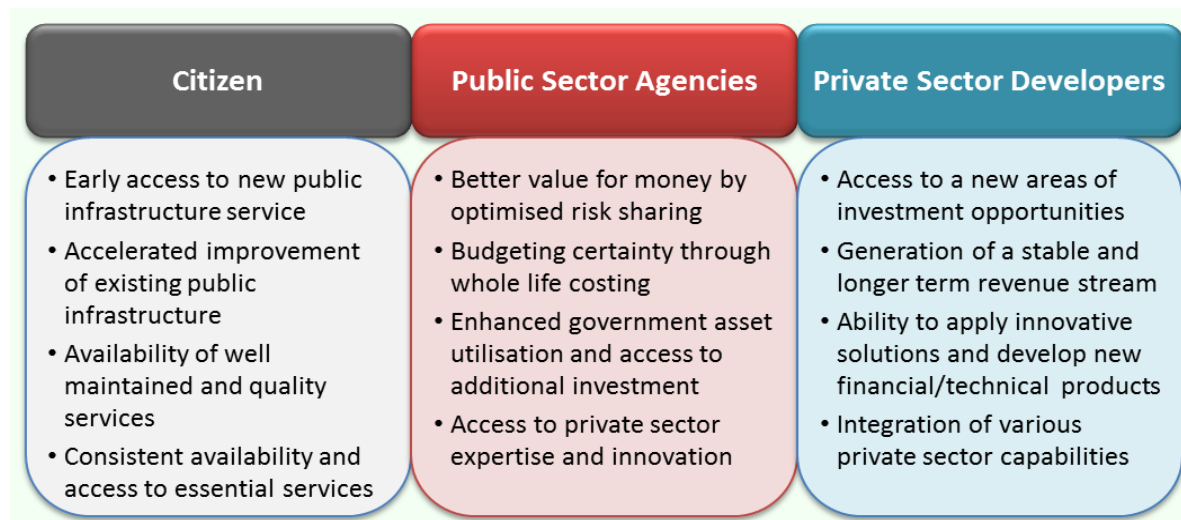 Citizen
• Early access to new public
infrastructure service
• Accelerated improvement
of existing public
infrastructure
• Availability of well
maintained and quality
services
• Consistent availability and
access to essential services
Public Sector Agencies
• Better value for money by
optimised risk sharing
• Budgeting certainty through
whole life costing
• Enhanced government asset
utilisation and access to
additional investment
• Access to private sector
expertise and innovation
Private Sector Developers
• Access to a new areas of
investment opportunities
• Generation of a stable and
longer term revenue stream
• Ability to apply innovative
solutions and develop new
financial/technical products
• Integration of various
private sector capabilities